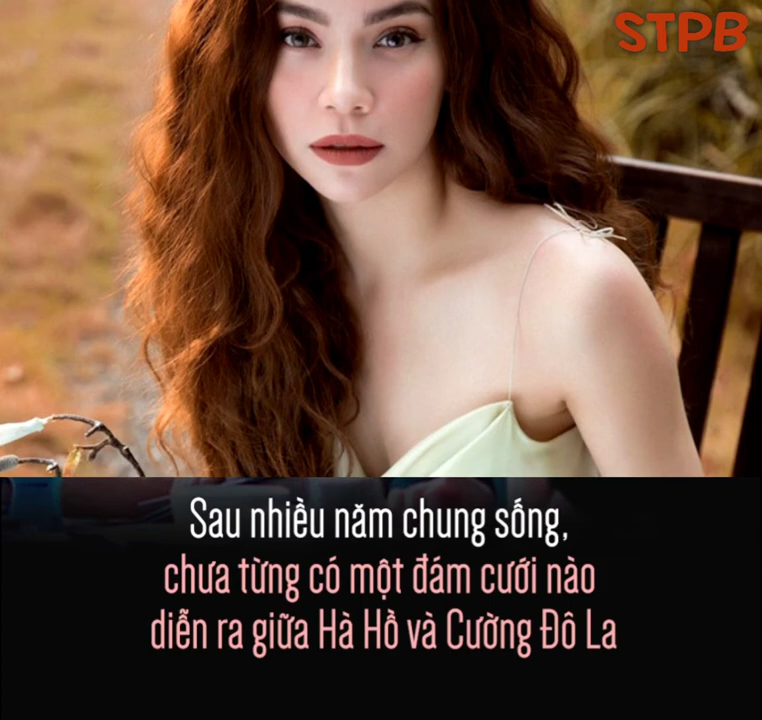 STPB
Sau nhiều năm chung sống,
chưa từng có một đám cưới nào
diễn ra giữa Hà Hồ và Cường Đô La